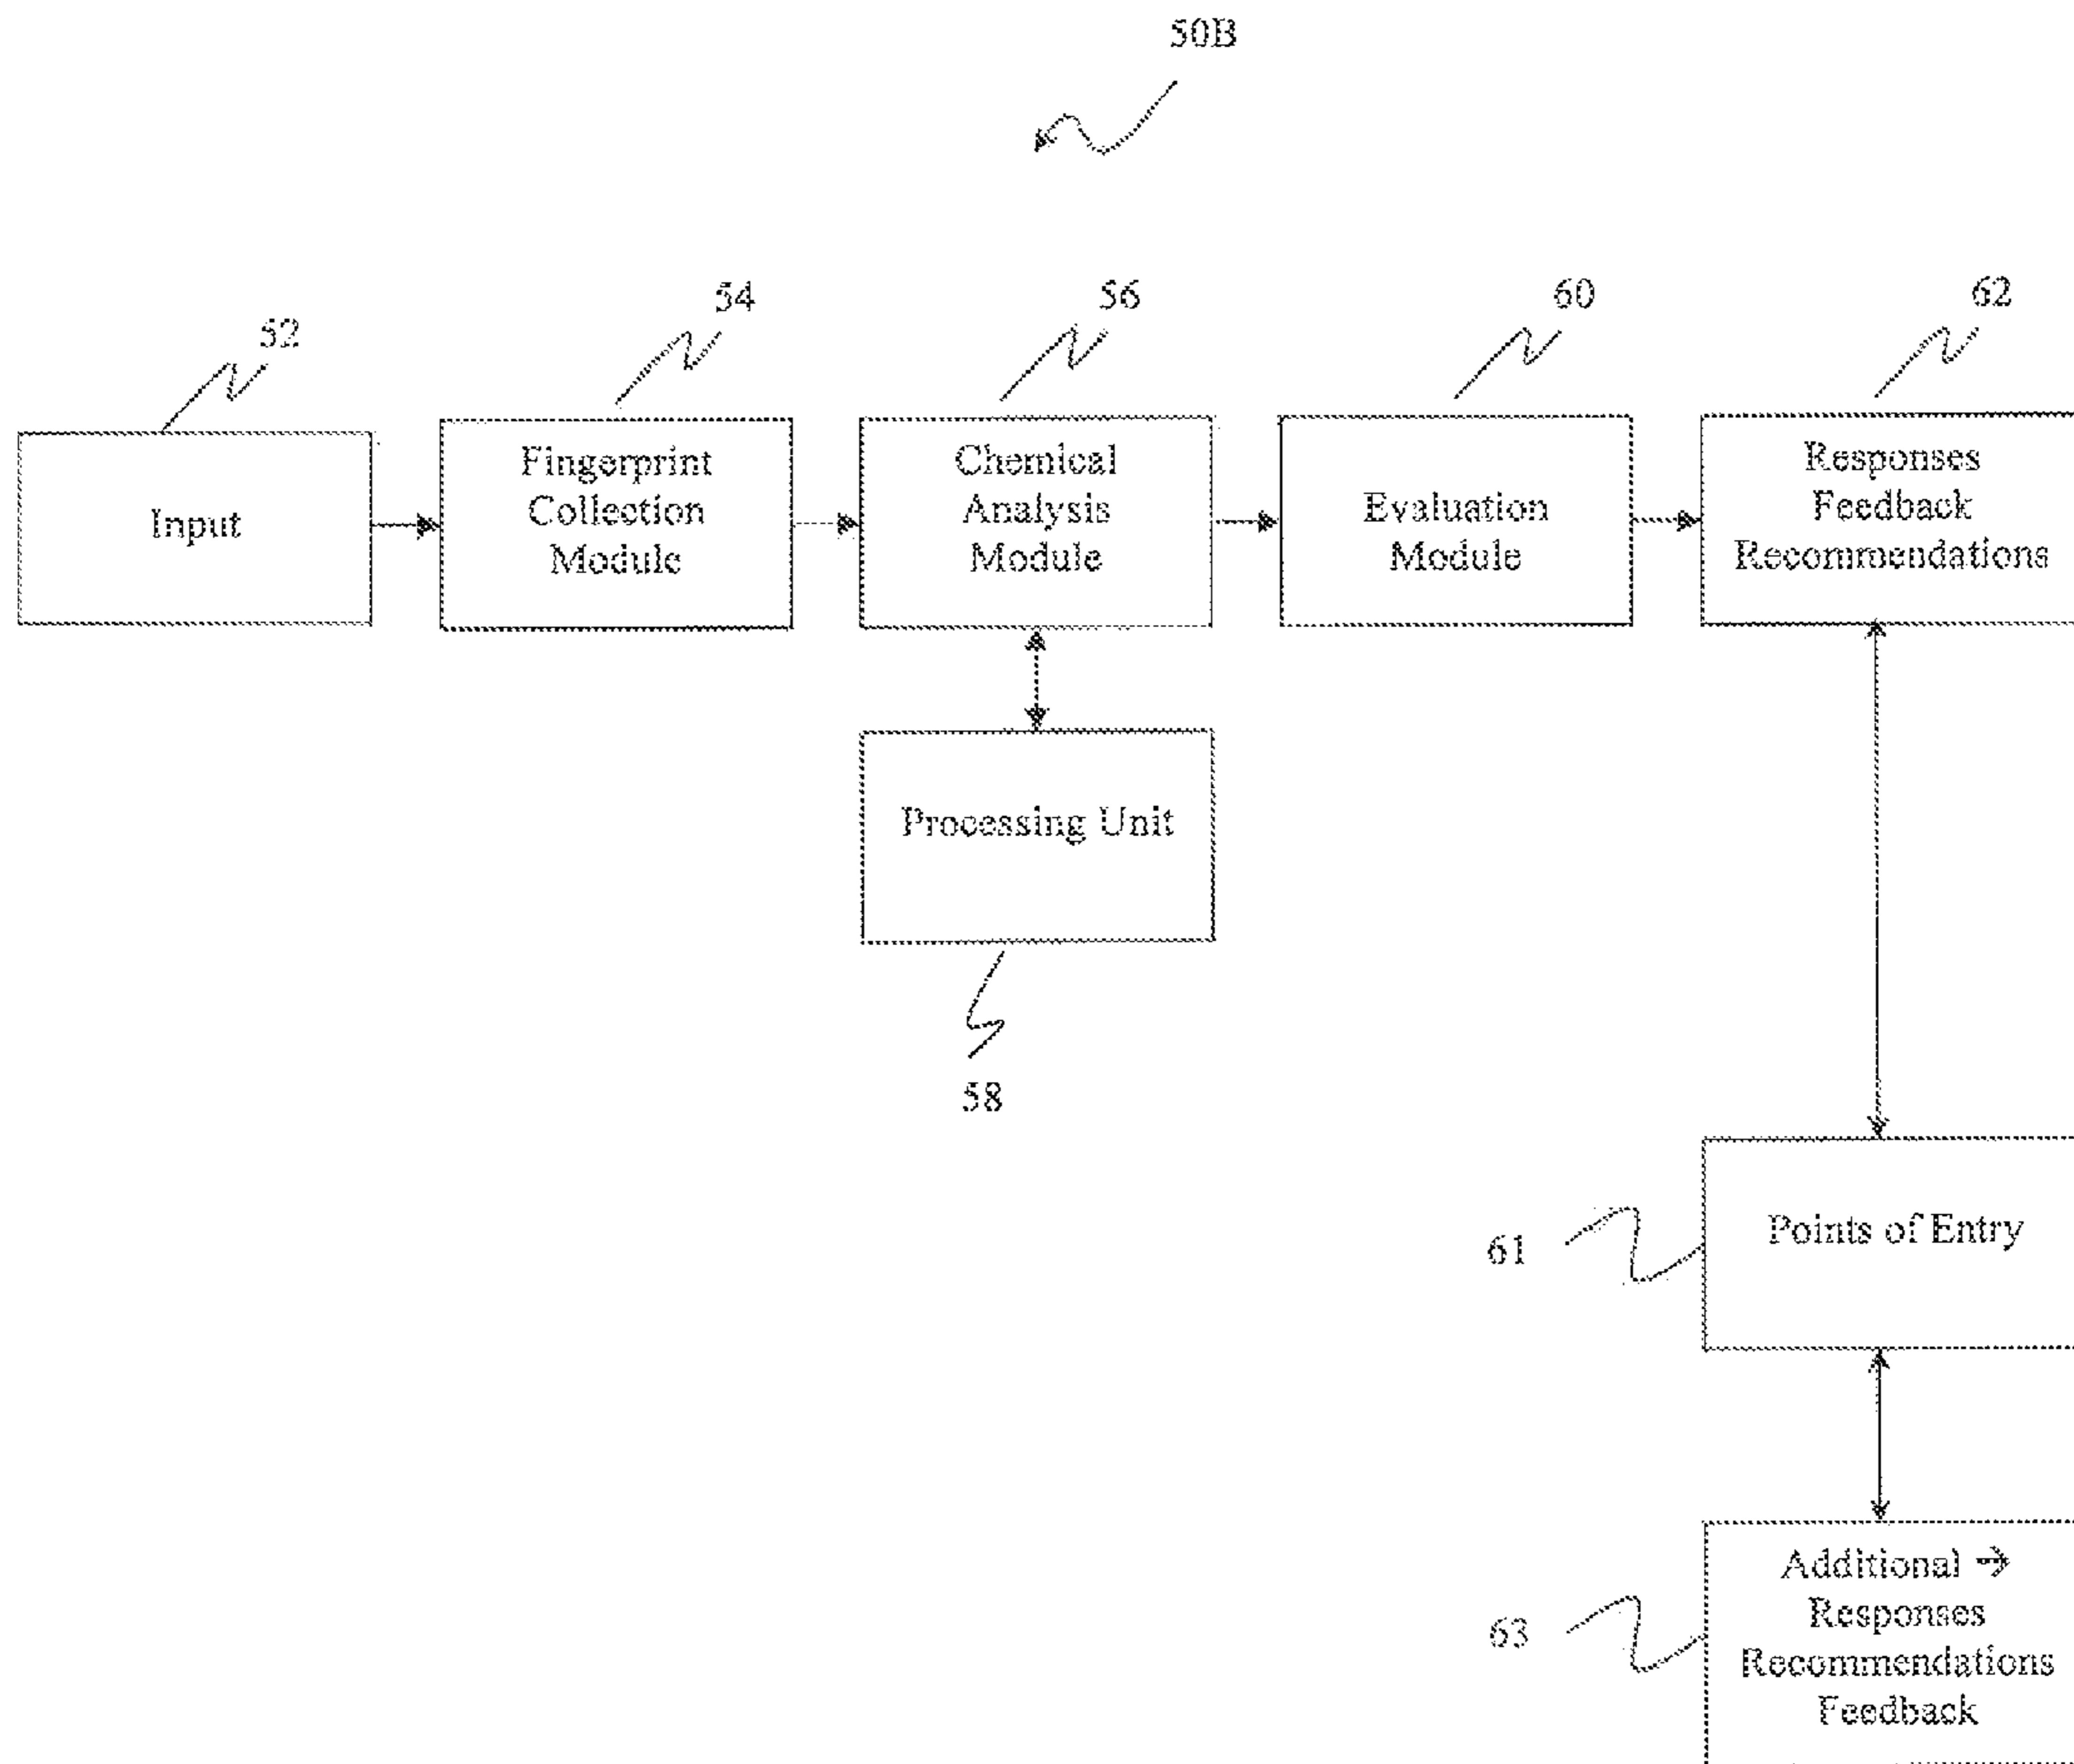 50B
52
54
56
60
62
Input
Fingerprint
Collection
Module
Chemical
Analysis
Module
Evaluation
Module
Responses
Feedback
Recommendations
Processing Unit
58
61
Points of Entry
63
Additional →
Responses
Recommendations
Feedback